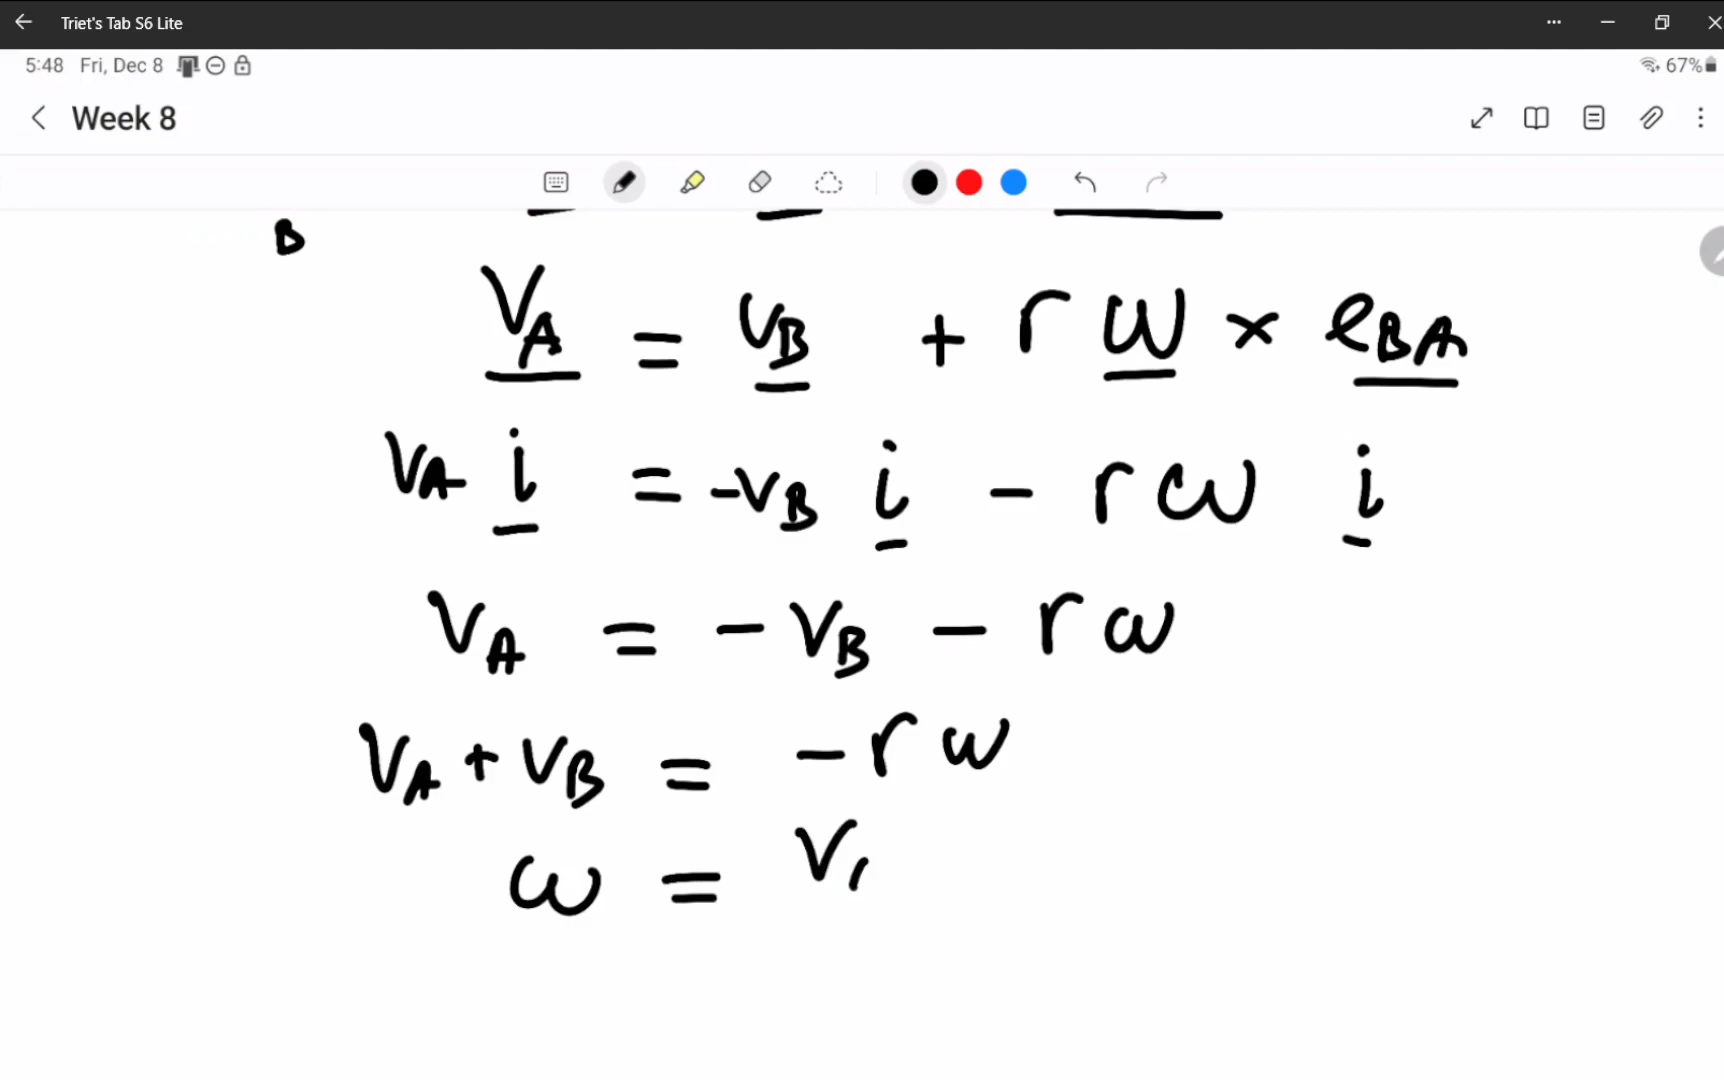 Triet's Tab S6 Lite
5:48 Fri, Dec 8 67%
Week 8
B
VA = VB + r ω × eBA
VA i = -VB i - r ω i
VA = - VB - r ω
VA + VB = - r ω
ω = V